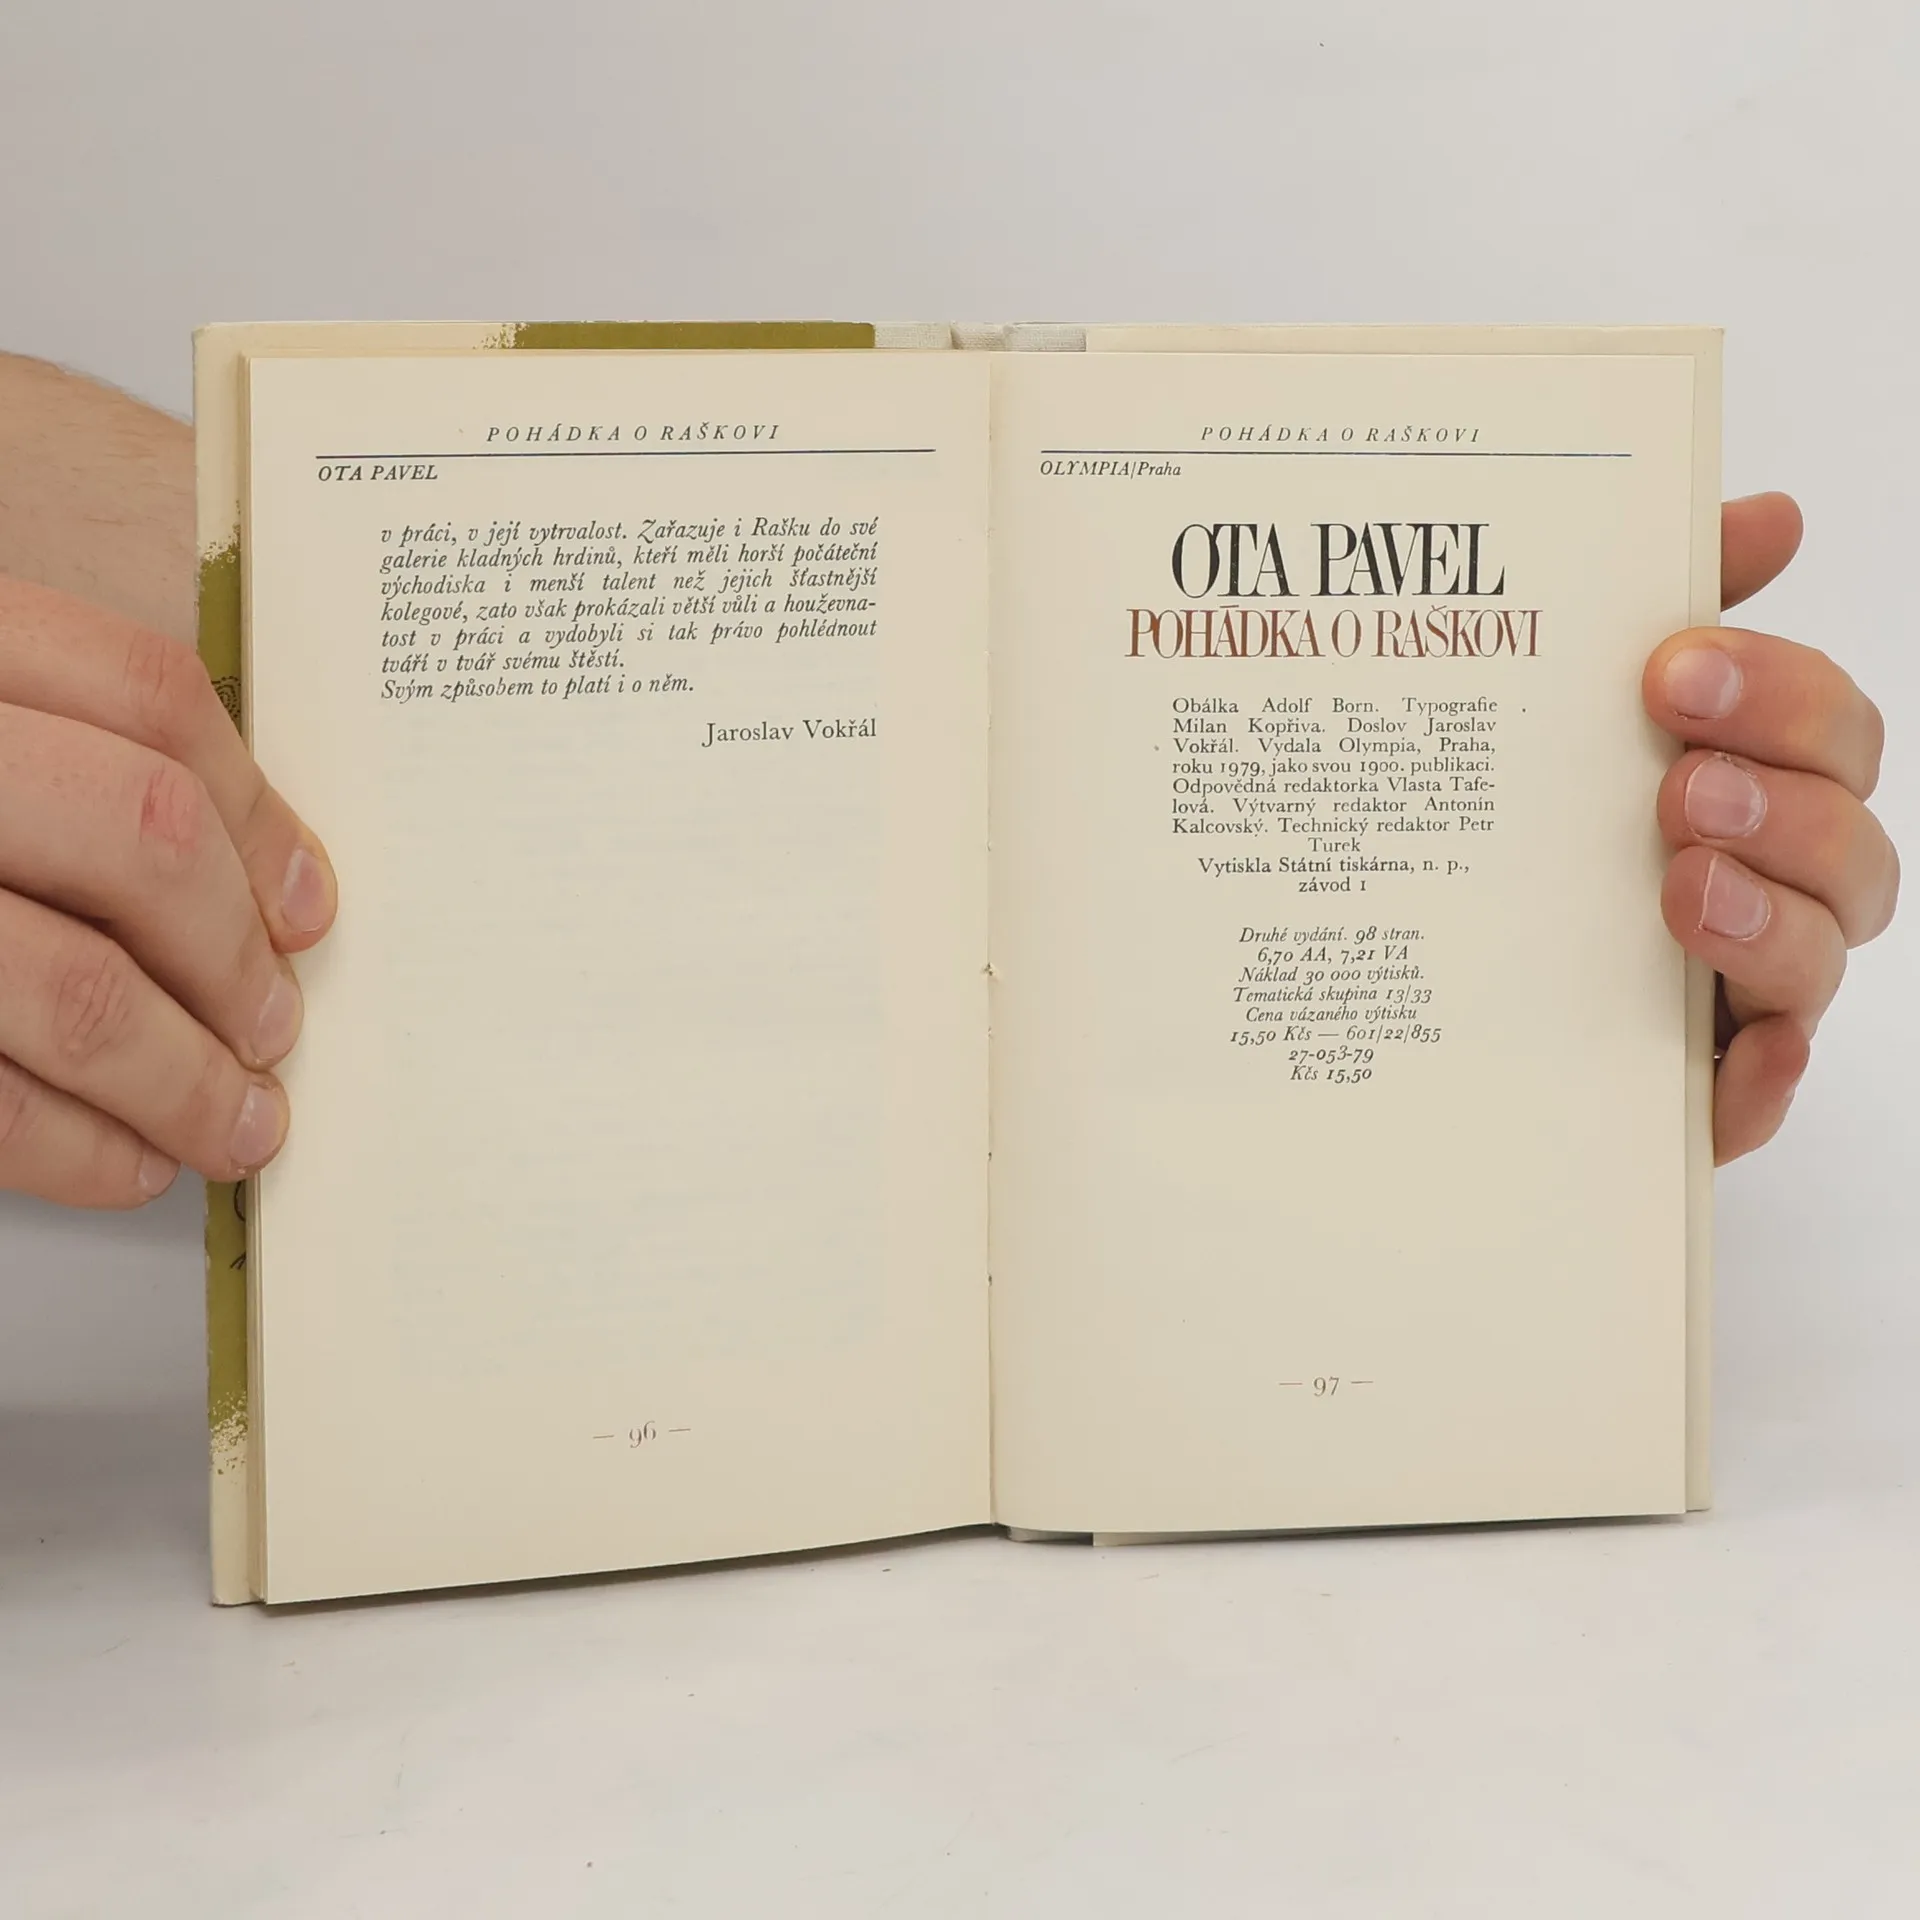 POHÁDKA O RAŠKOVI
OTA PAVEL
v práci, v její vytrvalost. Zařazuje i Rašku do své
galerie kladných hrdinů, kteří měli horší počáteční
východiska i menší talent než jejich šťastnější
kolegové, zato však prokázali větší vůli a houževna-
tost v práci a vydobyli si tak právo pohlédnout
tváří v tvář svému štěstí.
Svým způsobem to platí i o něm.
Jaroslav Vokřál
— 96 —
POHÁDKA O RAŠKOVI
OLYMPIA/Praha
OTA PAVEL
POHÁDKA O RAŠKOVI
Obálka Adolf Born. Typografie
Milan Kopřiva. Doslov Jaroslav
Vokřál. Vydala Olympia, Praha,
roku 1979, jako svou 1900. publikaci.
Odpovědná redaktorka Vlasta Tafe-
lová. Výtvarný redaktor Antonín
Kalcovský. Technický redaktor Petr
Turek
Vytiskla Státní tiskárna, n. p.,
závod 1
Druhé vydání. 98 stran.
6,70 AA, 7,21 VA
Náklad 30 000 výtisků.
Tematická skupina 13/33
Cena vázaného výtisku
15,50 Kčs — 601/22/855
27-053-79
Kčs 15,50
— 97 —